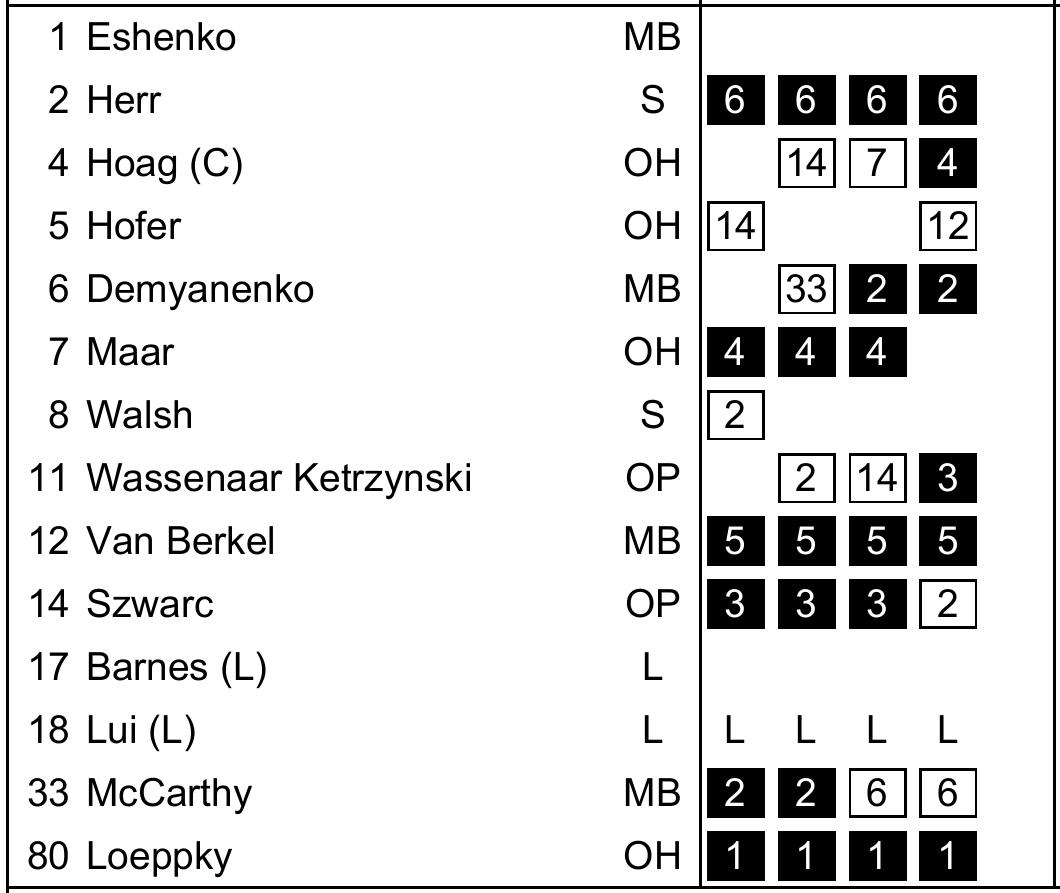 1 Eshenko MB
2 Herr S 6 6 6 6
4 Hoag (C) OH 14 7 4
5 Hofer OH 14 12
6 Demyanenko MB 33 2 2
7 Maar OH 4 4 4
8 Walsh S 2
11 Wassenaar Ketrzynski OP 2 14 3
12 Van Berkel MB 5 5 5 5
14 Szwarc OP 3 3 3 2
17 Barnes (L) L
18 Lui (L) L L L L L
33 McCarthy MB 2 2 6 6
80 Loeppky OH 1 1 1 1